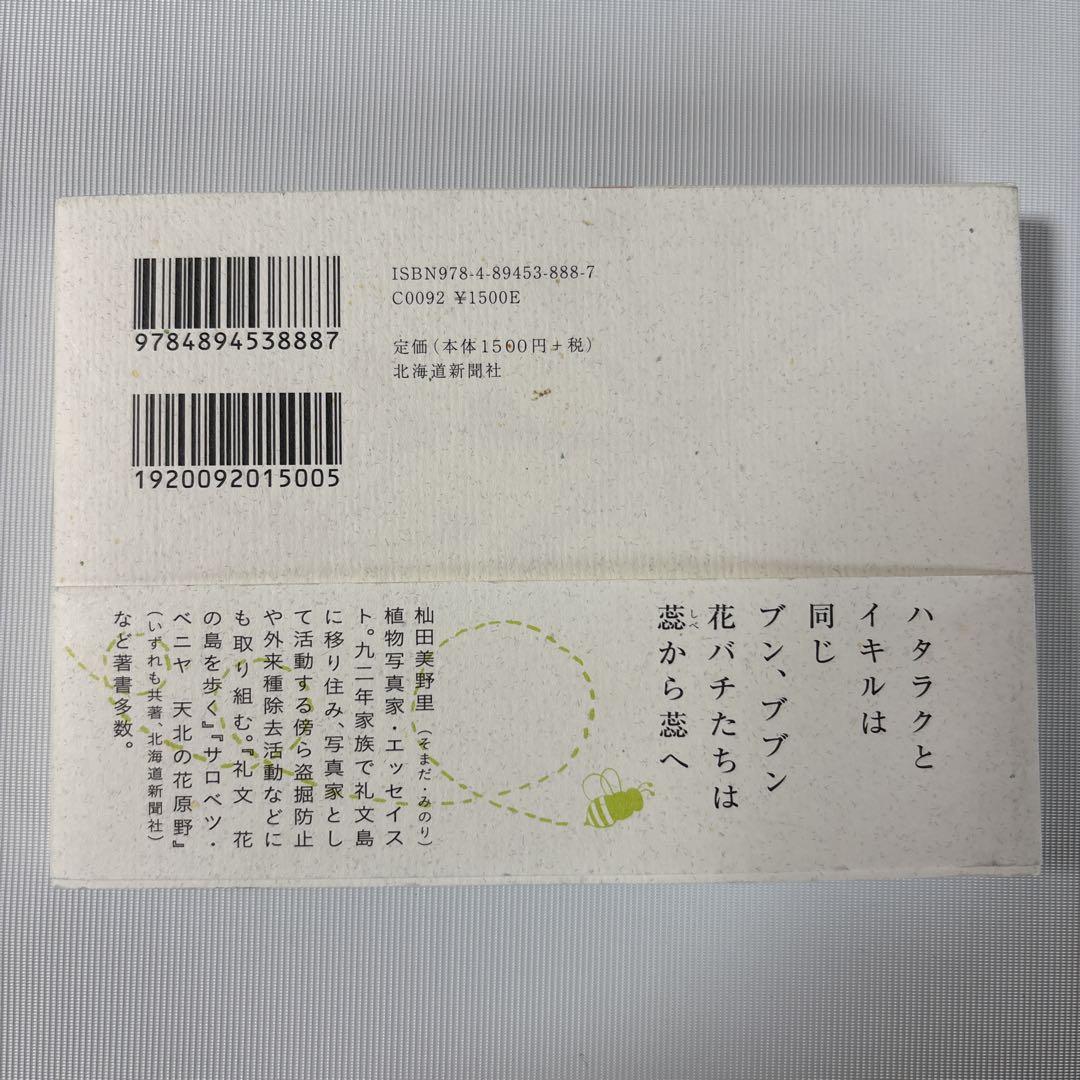 9784894538887
1920092015005
ISBN978-4-89453-888-7
C0092 ¥1500E
定価(本体1500円+税)
北海道新聞社
ハタラクと
イキルは
同じ
ブン、ブブン
花バチたちは
蕊から蕊へ
しべ
杣田美野里(そまだ・みのり)
植物写真家・エッセイス
ト。九二年家族で礼文島
に移り住み、写真家とし
て活動する傍ら盗掘防止
や外来種除去活動などに
も取り組む。『礼文 花
の島を歩く』『サロベツ・
ベニヤ 天北の花原野』
(いずれも共著、北海道新聞社)
など著書多数。